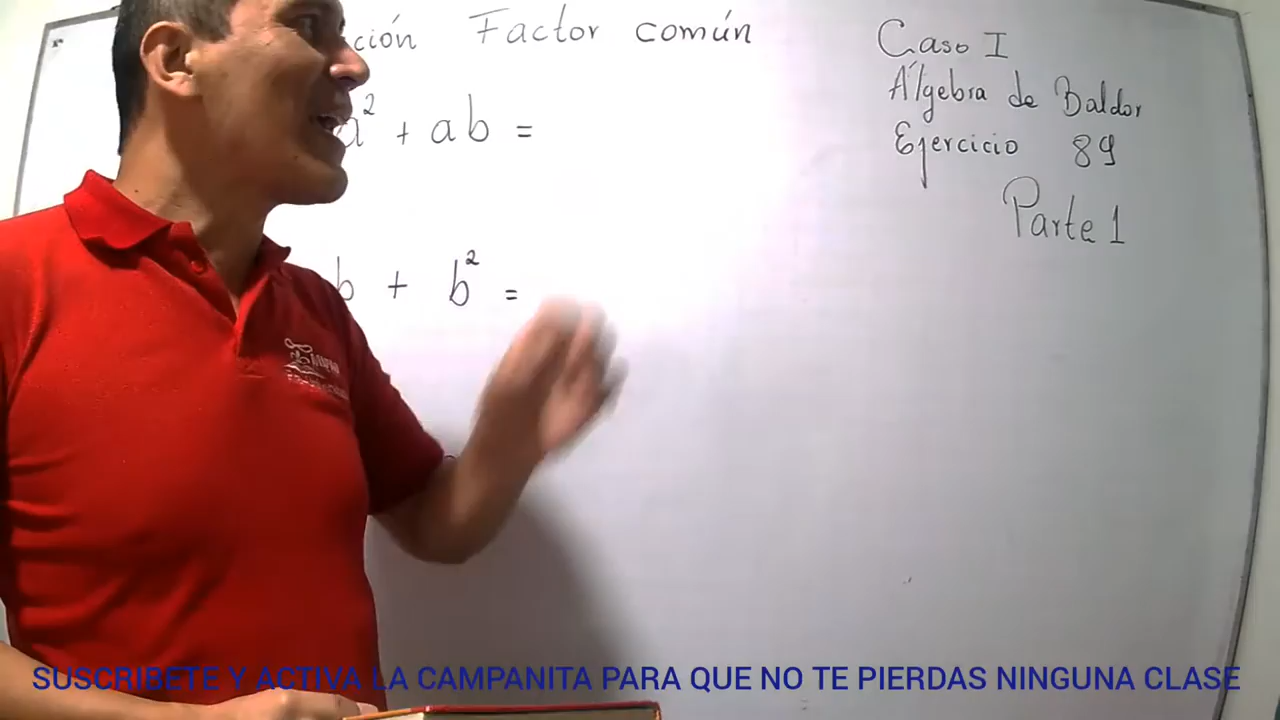 ción Factor común
a² + ab =
b + b² =
Caso I
Álgebra de Baldor
Ejercicio 89
Parte 1
SUSCRIBETE Y ACTIVA LA CAMPANITA PARA QUE NO TE PIERDAS NINGUNA CLASE